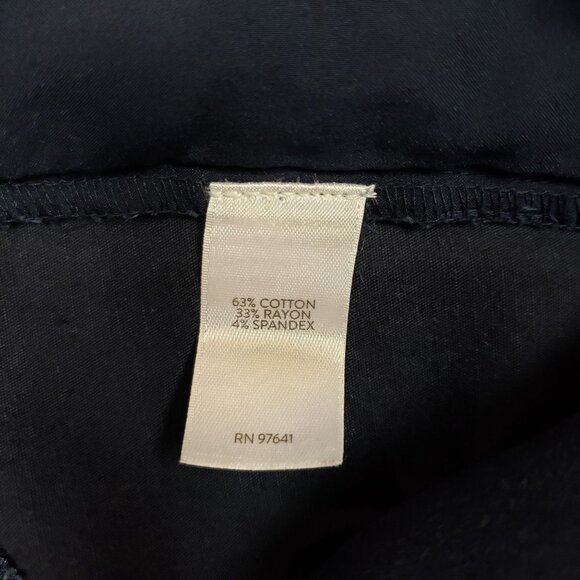 63% COTTON
33% RAYON
4% SPANDEX
RN 97641